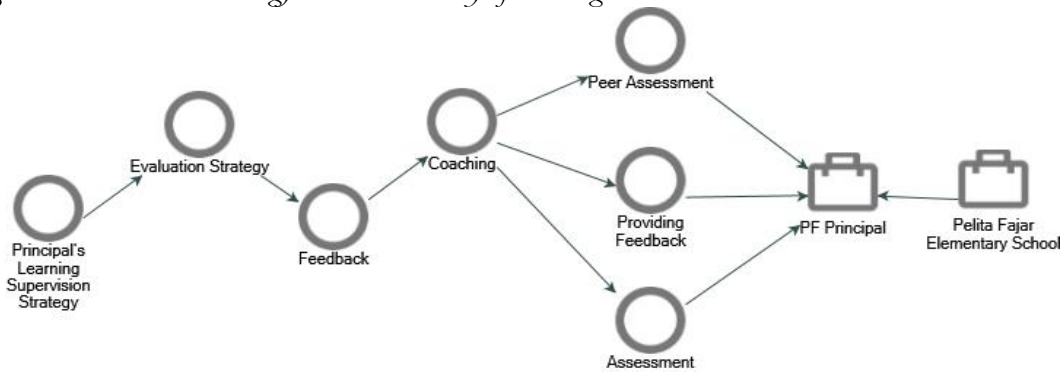 Peer Assessment
Evaluation Strategy
Coaching
Principal's
Learning
Supervision
Strategy
Feedback
Providing
Feedback
PF Principal
Pelita Fajar
Elementary School
Assessment